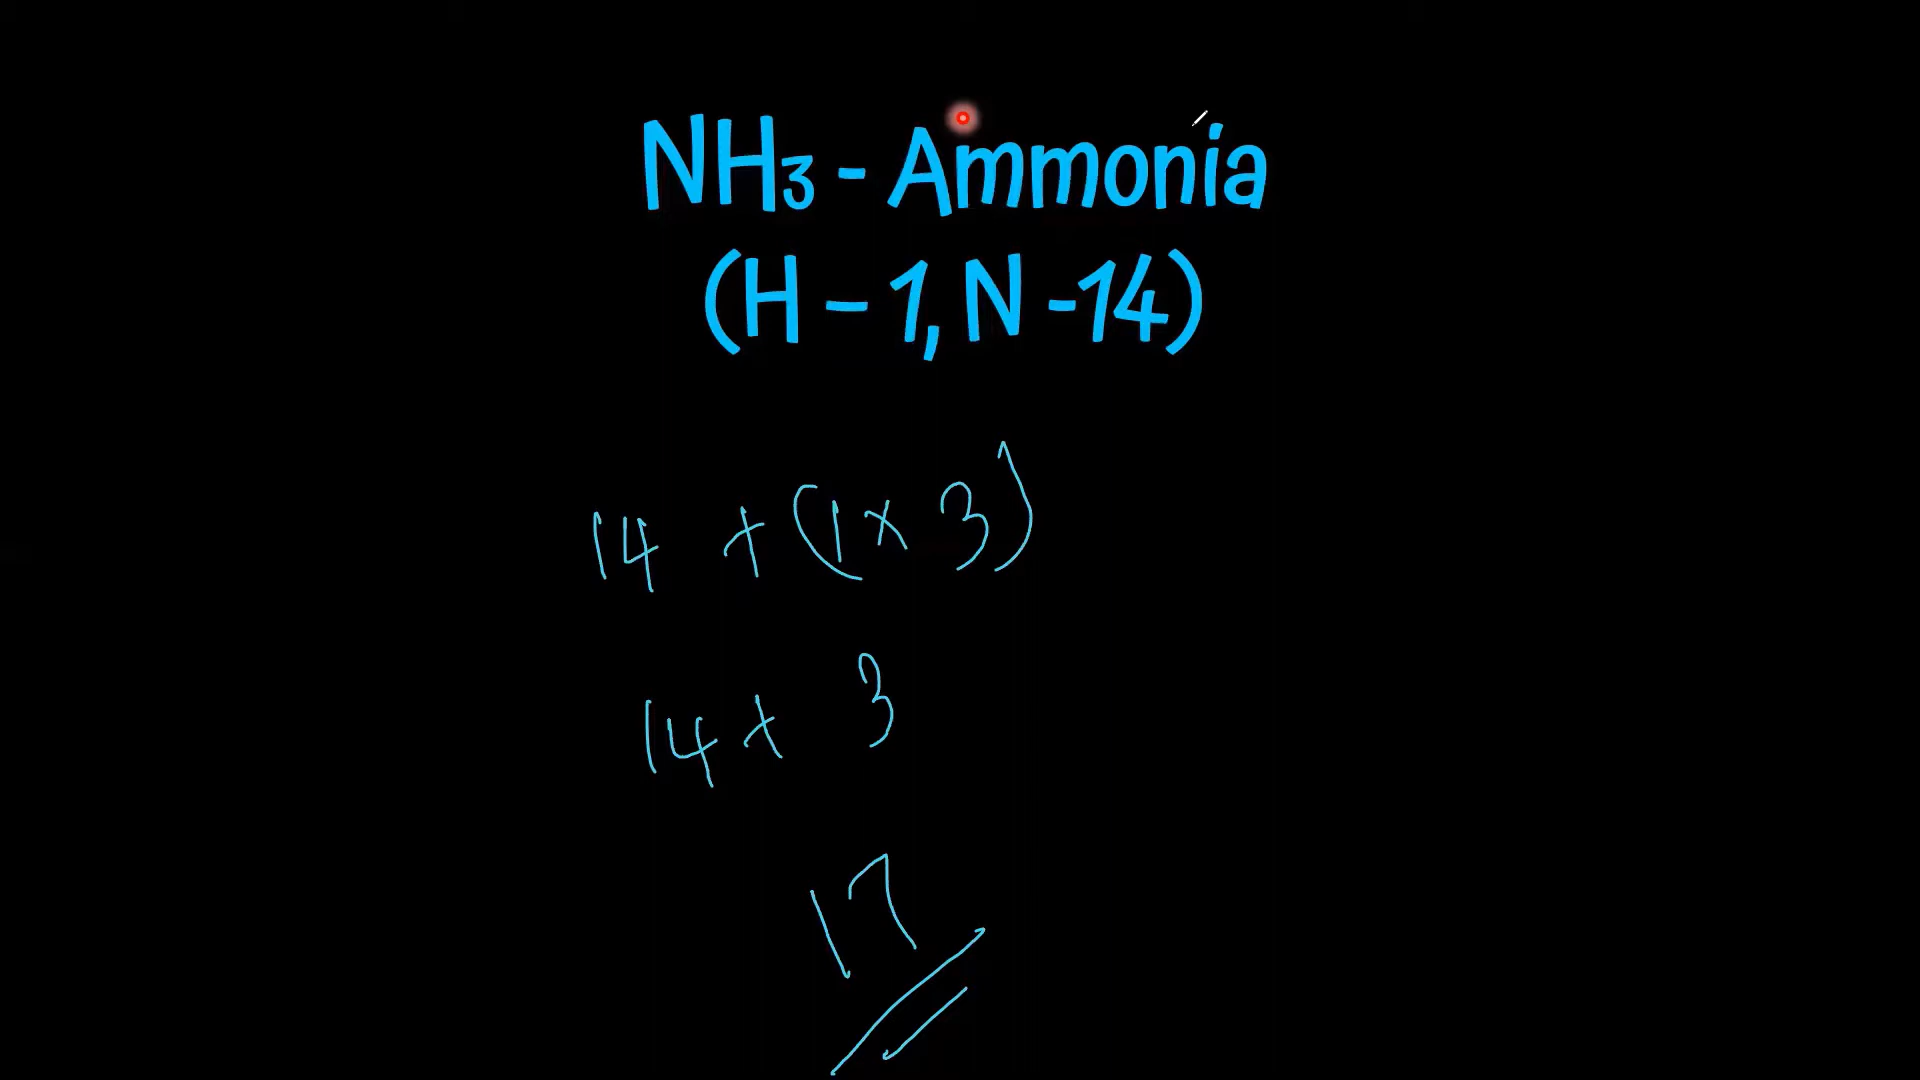 NH3 - Ammonia
(H – 1, N -14)
14 + (1 x 3)
14 + 3
17